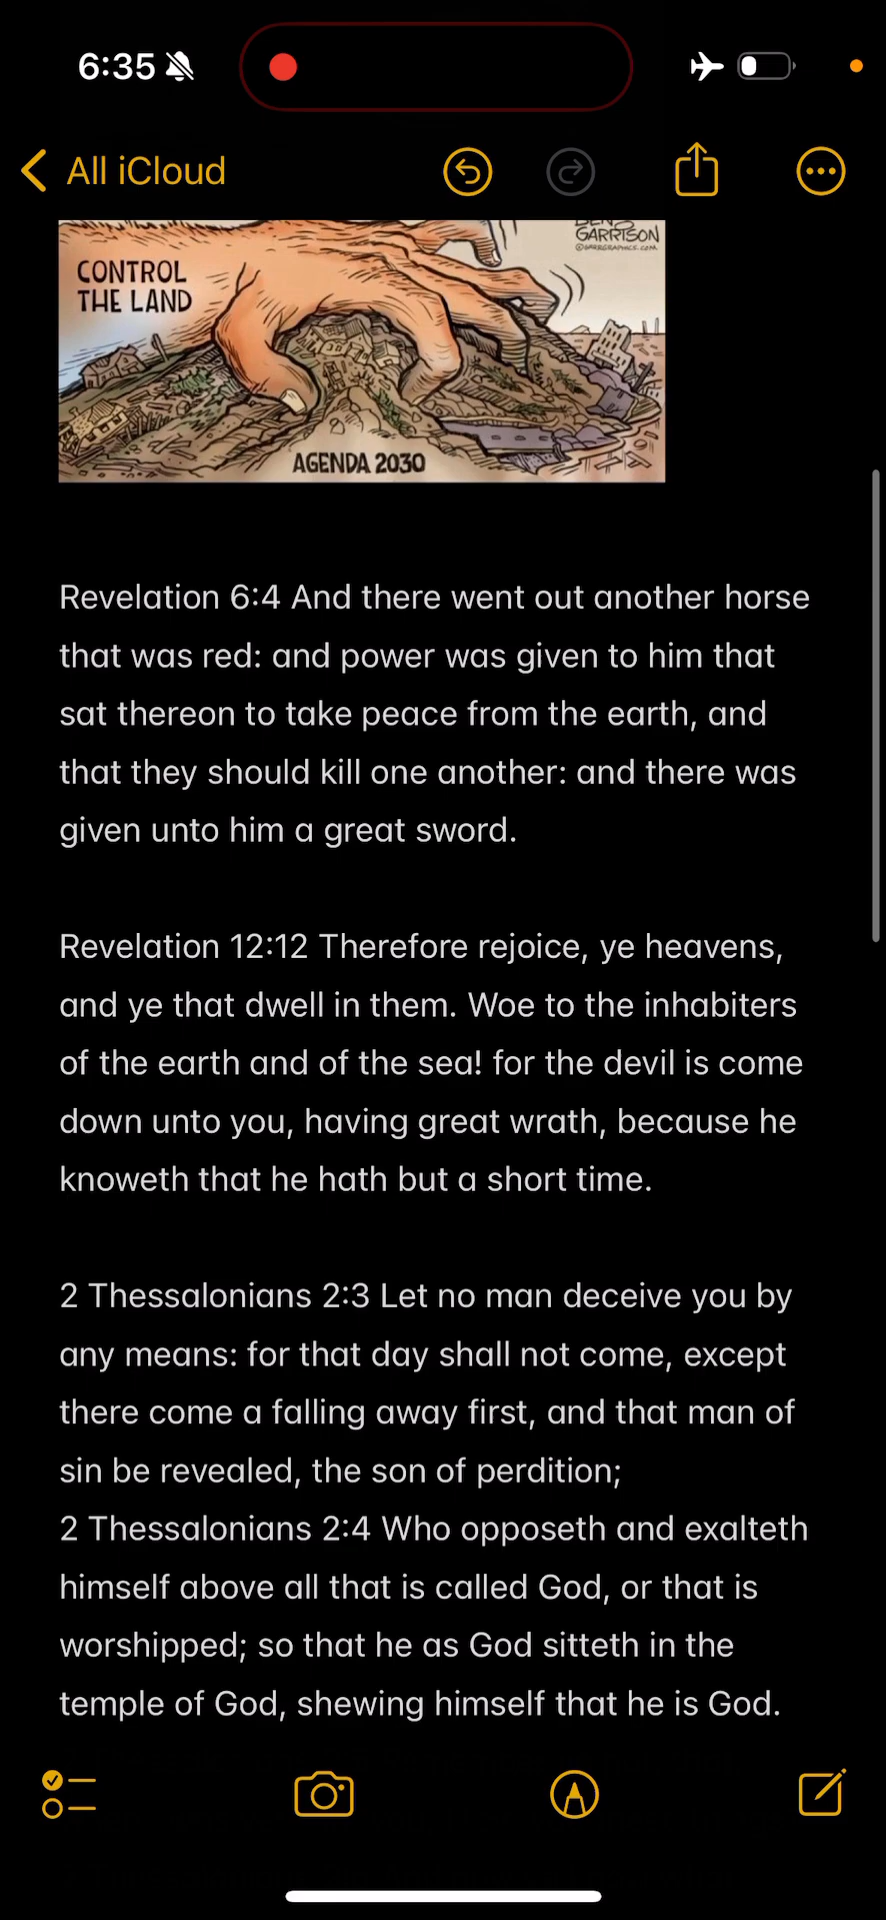 6:35
All iCloud
BEN
GARRISON
©GRRRGRAPHICS.COM
CONTROL
THE LAND
AGENDA 2030
Revelation 6:4 And there went out another horse
that was red: and power was given to him that
sat thereon to take peace from the earth, and
that they should kill one another: and there was
given unto him a great sword.
Revelation 12:12 Therefore rejoice, ye heavens,
and ye that dwell in them. Woe to the inhabiters
of the earth and of the sea! for the devil is come
down unto you, having great wrath, because he
knoweth that he hath but a short time.
2 Thessalonians 2:3 Let no man deceive you by
any means: for that day shall not come, except
there come a falling away first, and that man of
sin be revealed, the son of perdition;
2 Thessalonians 2:4 Who opposeth and exalteth
himself above all that is called God, or that is
worshipped; so that he as God sitteth in the
temple of God, shewing himself that he is God.